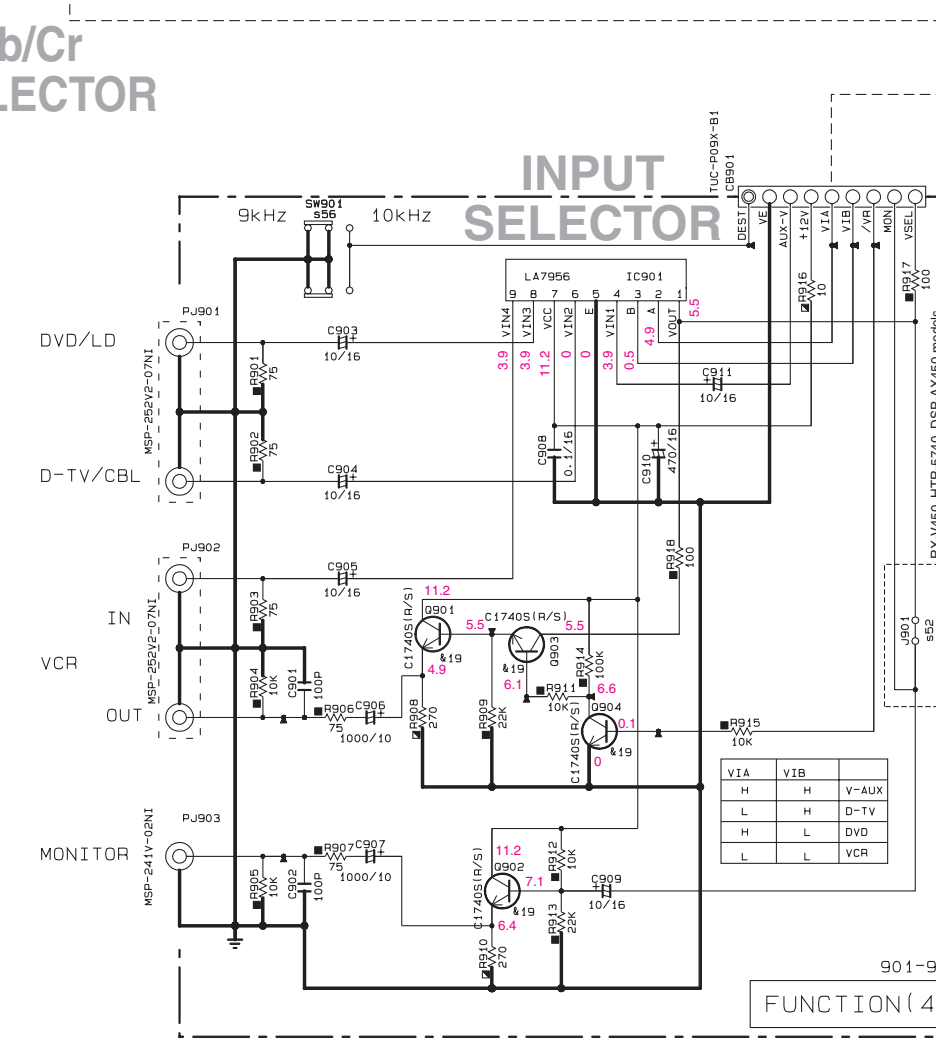 b/Cr
LECTOR
TUC-P09X-B1
CB901
INPUT
SELECTOR
9kHz
SW901
s56
10kHz
DEST
VE
AUX-V
+12V
VIA
VIB
/VR
MON
VSEL
LA7956
IC901
9 8 7 6 5 4 3 2 1
VIN4
VIN3
VCC
VIN2
E
VIN1
B
A
VOUT
3.9
3.9
11.2
0
0
3.9
0.5
4.9
5.5
R916
10
R917
100
PJ901
DVD/LD
MSP-252V2-07NI
C903
10/16
R901
75
C911
10/16
R902
75
D-TV/CBL
C904
10/16
C908
0.1/16
C910
470/16
RX-V450, HTR-5740, DSP-AX450 models
PJ902
C905
10/16
R918
100
MSP-252V2-07NI
IN
R903
75
11.2
C1740S(R/S)
Q901
5.5
C1740S(R/S)
5.5
Q903
&19
4.9
&19
6.1
R914
100K
J901
s52
VCR
R904
10K
C901
100P
OUT
R906
75
C906
1000/10
R908
270
R909
22K
R911
10K
6.6
Q904
C1740S(R/S)
0.1
&19
0
R915
10K
VIA VIB
H H V-AUX
L H D-TV
H L DVD
L L VCR
PJ903
MONITOR
MSP-241V-02NI
R907
75
C907
1000/10
R905
10K
C902
100P
11.2
C1740S(R/S)
Q902
7.1
&19
6.4
R912
10K
C909
10/16
R913
22K
R910
270
901-9
FUNCTION(4